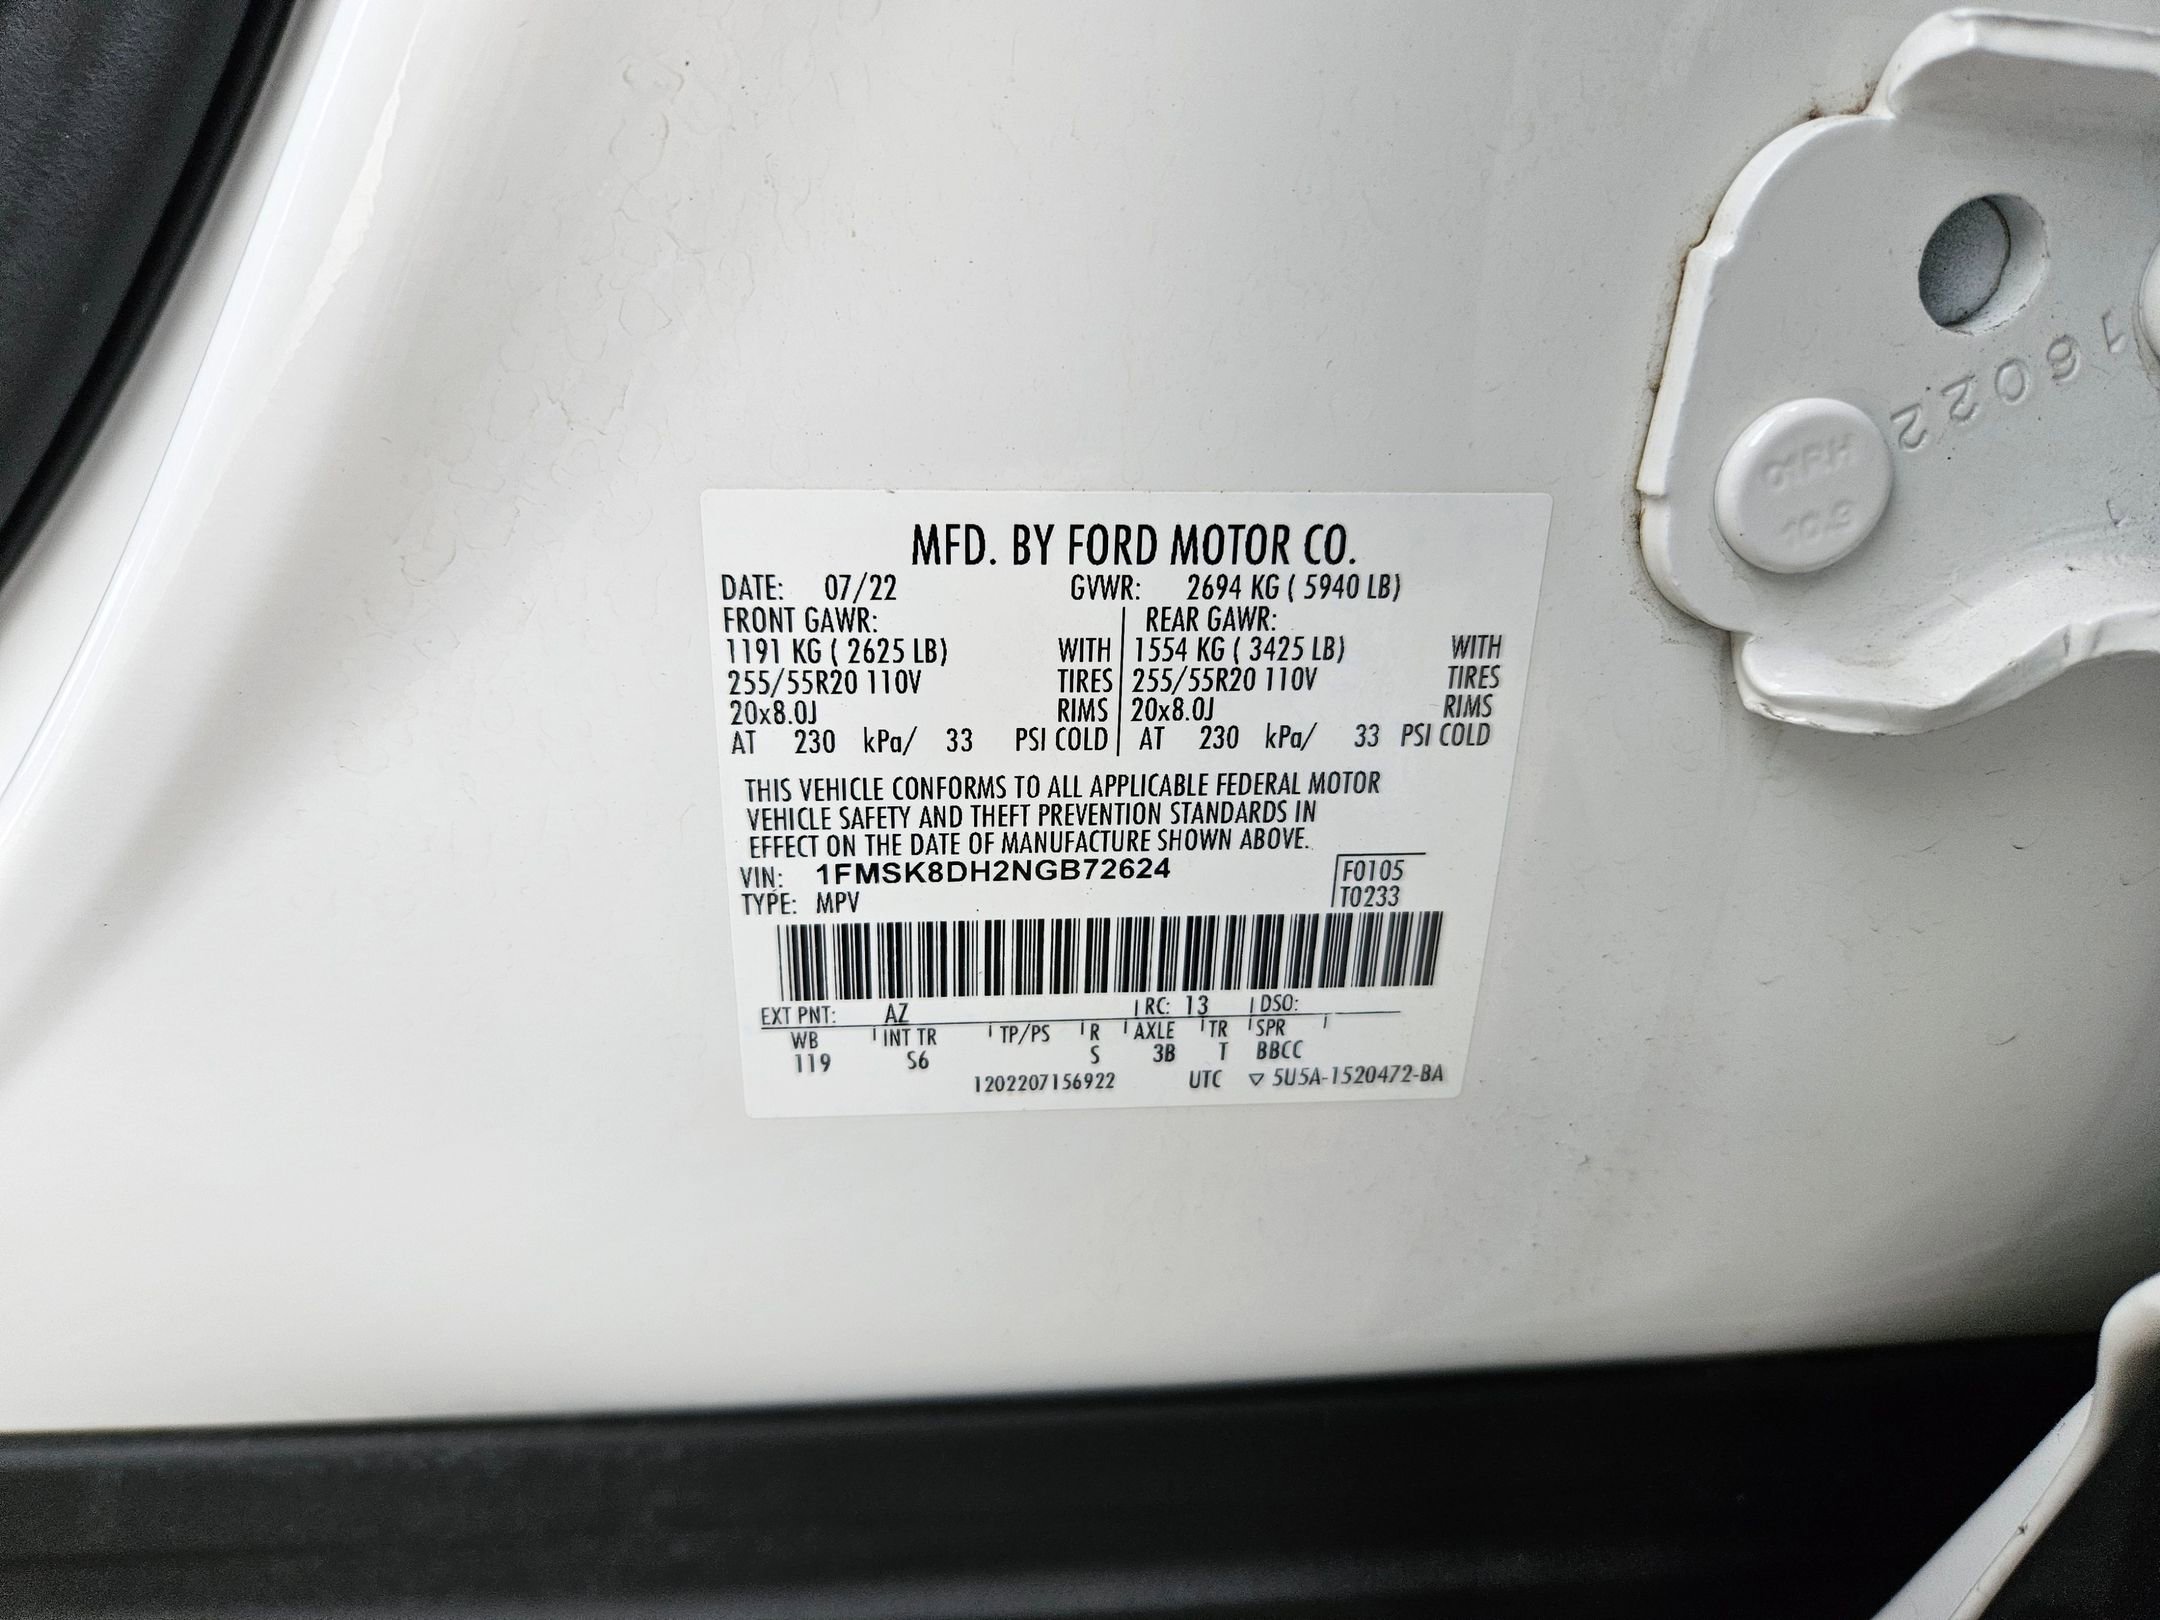 MFD. BY FORD MOTOR CO.
DATE: 07/22 GVWR: 2694 KG ( 5940 LB)
FRONT GAWR: REAR GAWR:
1191 KG ( 2625 LB) WITH 1554 KG ( 3425 LB) WITH
255/55R20 110V TIRES 255/55R20 110V TIRES
20x8.0J RIMS 20x8.0J RIMS
AT 230 kPa/ 33 PSI COLD AT 230 kPa/ 33 PSI COLD
THIS VEHICLE CONFORMS TO ALL APPLICABLE FEDERAL MOTOR
VEHICLE SAFETY AND THEFT PREVENTION STANDARDS IN
EFFECT ON THE DATE OF MANUFACTURE SHOWN ABOVE.
VIN: 1FMSK8DH2NGB72624 F0105
TYPE: MPV T0233
EXT PNT: AZ RC: 13 DSO:
WB INT TR TP/PS R AXLE TR SPR
119 S6 S 3B T BBCC
1202207156922 UTC ▽ 5U5A-1520472-BA
16022